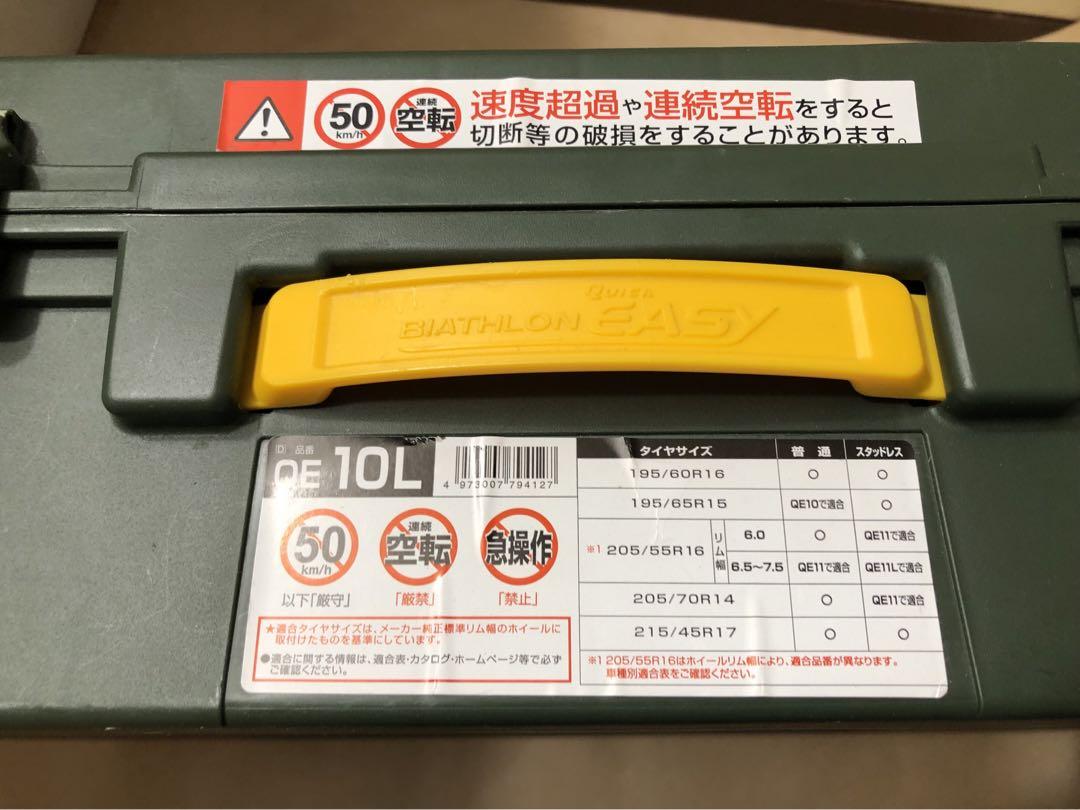 50 km/h 連続 空転 速度超過や連続空転をすると
切断等の破損をすることがあります。
QUICK
BIATHLON EASY
D 品番
QE 10L
4 973007 794127
50 km/h
連続 空転
急操作
以下「厳守」 「厳禁」 「禁止」
★適合タイヤサイズは、メーカー純正標準リム幅のホイールに
取付けたものを基準にしています。
●適合に関する情報は、適合表・カタログ・ホームページ等で必ず
ご確認ください。
タイヤサイズ 普通 スタッドレス
195/60R16 ○ ○
195/65R15 QE10で適合 ○
※1 205/55R16 リム幅 6.0 ○ QE11で適合
6.5~7.5 QE11で適合 QE11Lで適合
205/70R14 ○ QE11で適合
215/45R17 ○ ○
※1 205/55R16はホイールリム幅により、適合品番が異なります。
車種別適合表をご確認ください。